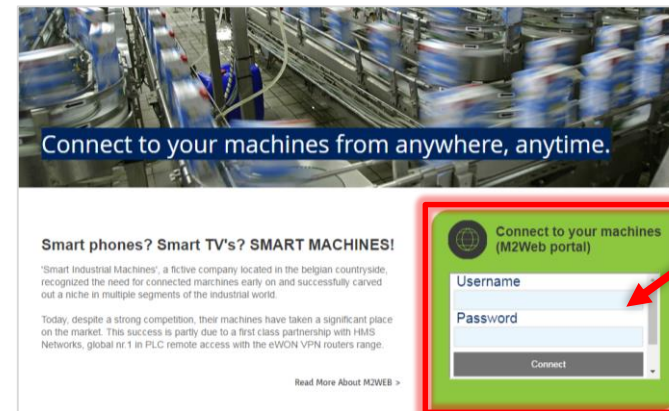 Connect to your machines from anywhere, anytime.
Smart phones? Smart TV's? SMART MACHINES!
'Smart Industrial Machines', a fictive company located in the belgian countryside,
recognized the need for connected marchines early on and successfully carved
out a niche in multiple segments of the industrial world.
Today, despite a strong competition, their machines have taken a significant place
on the market. This success is partly due to a first class partnership with HMS
Networks, global nr.1 in PLC remote access with the eWON VPN routers range.
Read More About M2WEB >
Connect to your machines
(M2Web portal)
Username
Password
Connect